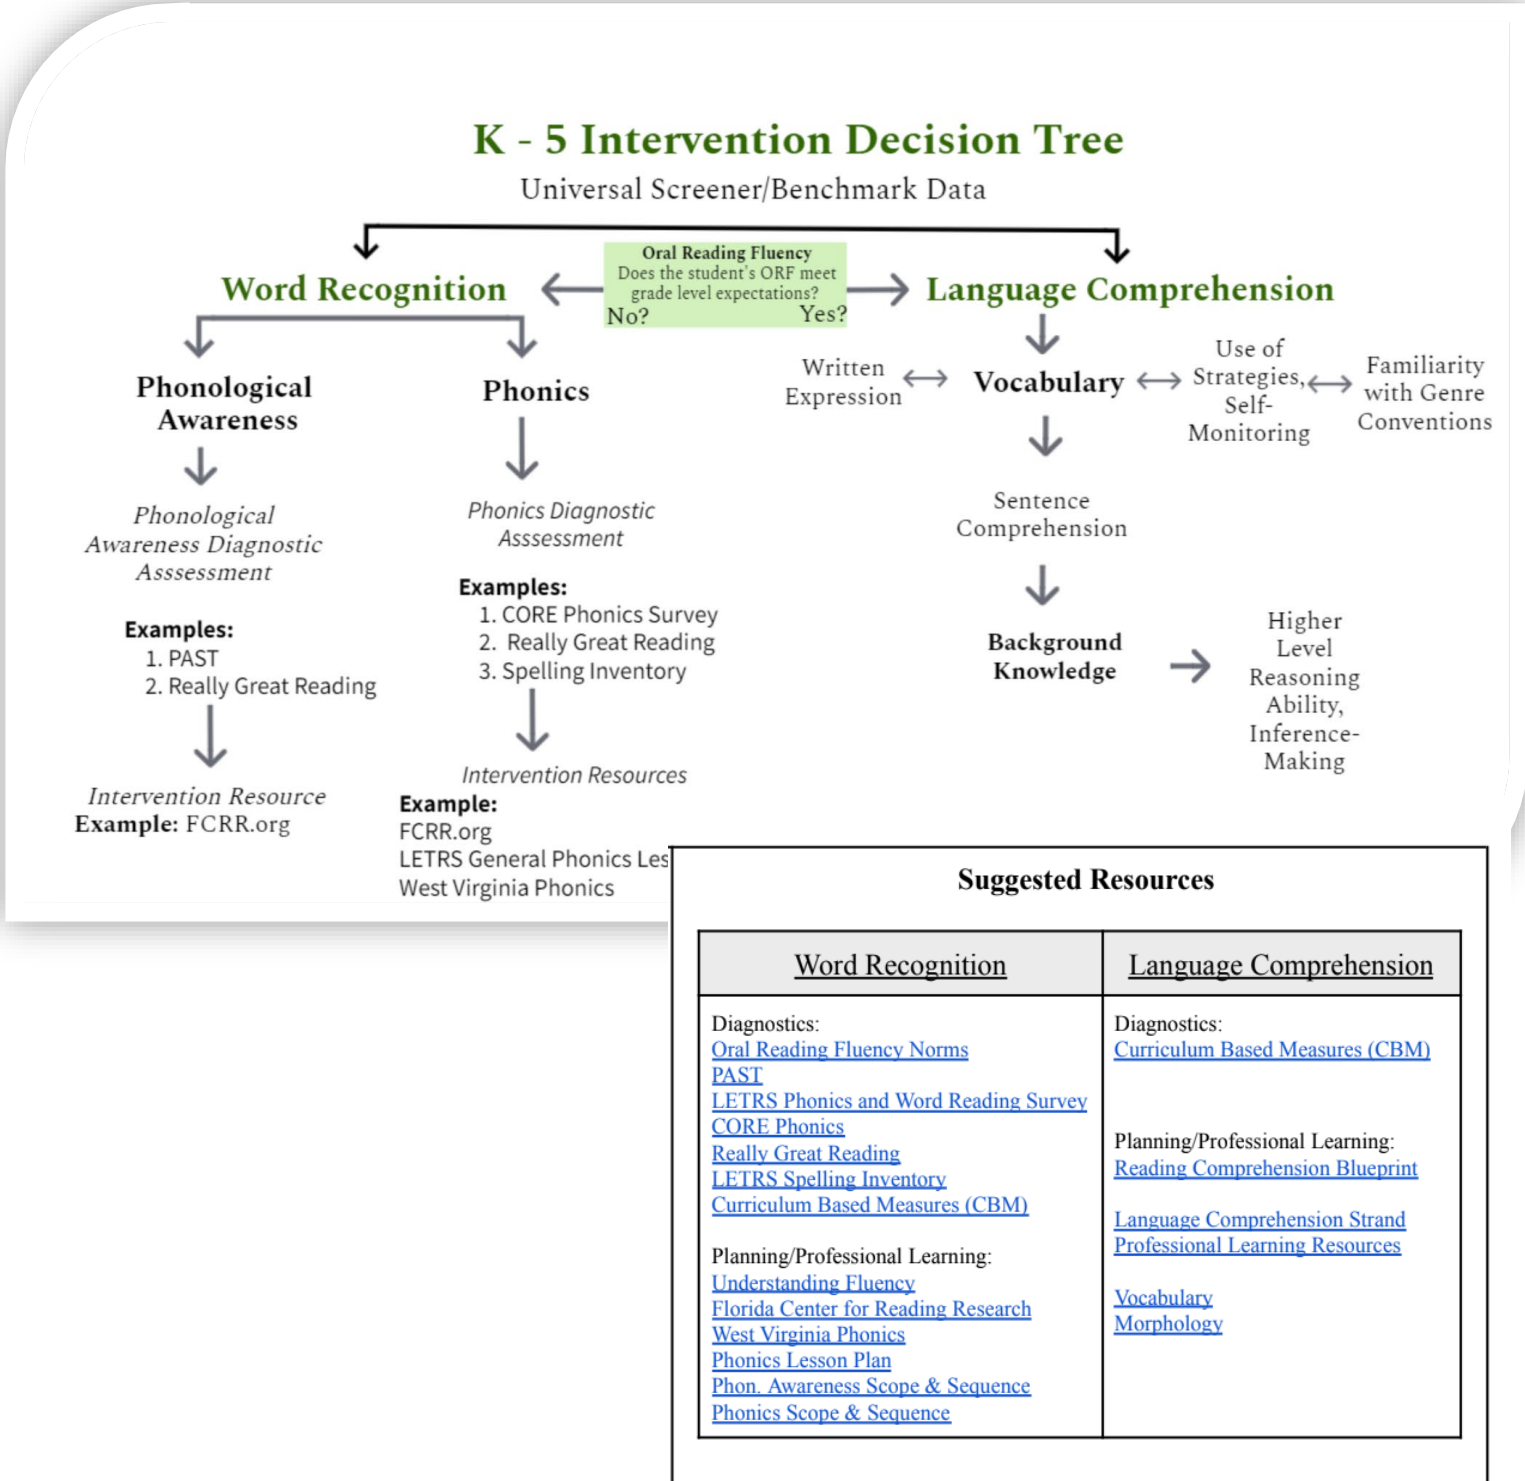 K - 5 Intervention Decision Tree
Universal Screener/Benchmark Data
Oral Reading Fluency
Does the student's ORF meet
grade level expectations?
No? Yes?
Word Recognition
Language Comprehension
Phonological
Awareness
Phonological
Awareness Diagnostic
Asssessment
Examples:
1. PAST
2. Really Great Reading
Intervention Resource
Example: FCRR.org
Phonics
Phonics Diagnostic
Asssessment
Examples:
1. CORE Phonics Survey
2. Really Great Reading
3. Spelling Inventory
Intervention Resources
Example:
FCRR.org
LETRS General Phonics Les
West Virginia Phonics
Written
Expression
Vocabulary
Use of
Strategies,
Self-
Monitoring
Familiarity
with Genre
Conventions
Sentence
Comprehension
Background
Knowledge
Higher
Level
Reasoning
Ability,
Inference-
Making
Suggested Resources
Word Recognition
Diagnostics:
Oral Reading Fluency Norms
PAST
LETRS Phonics and Word Reading Survey
CORE Phonics
Really Great Reading
LETRS Spelling Inventory
Curriculum Based Measures (CBM)
Planning/Professional Learning:
Understanding Fluency
Florida Center for Reading Research
West Virginia Phonics
Phonics Lesson Plan
Phon. Awareness Scope & Sequence
Phonics Scope & Sequence
Language Comprehension
Diagnostics:
Curriculum Based Measures (CBM)
Planning/Professional Learning:
Reading Comprehension Blueprint
Language Comprehension Strand
Professional Learning Resources
Vocabulary
Morphology